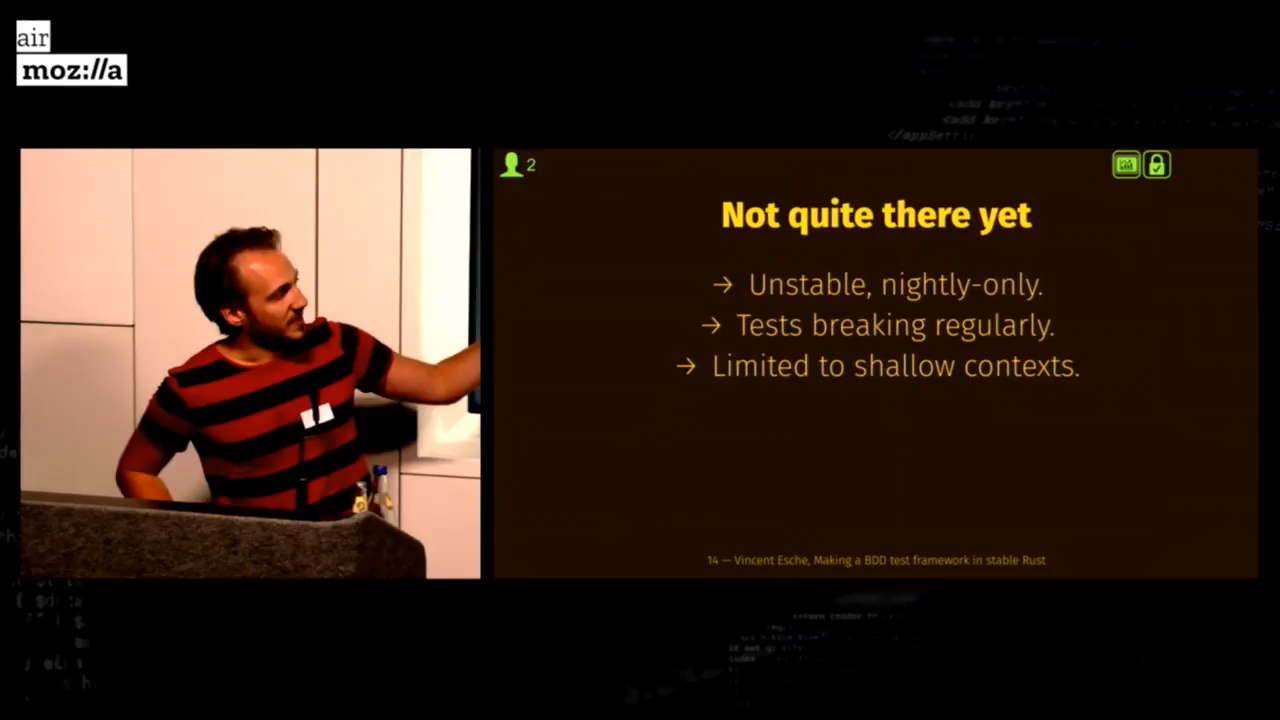 air
moz://a
2
Not quite there yet
→ Unstable, nightly-only.
→ Tests breaking regularly.
→ Limited to shallow contexts.
14 — Vincent Esche, Making a BDD test framework in stable Rust